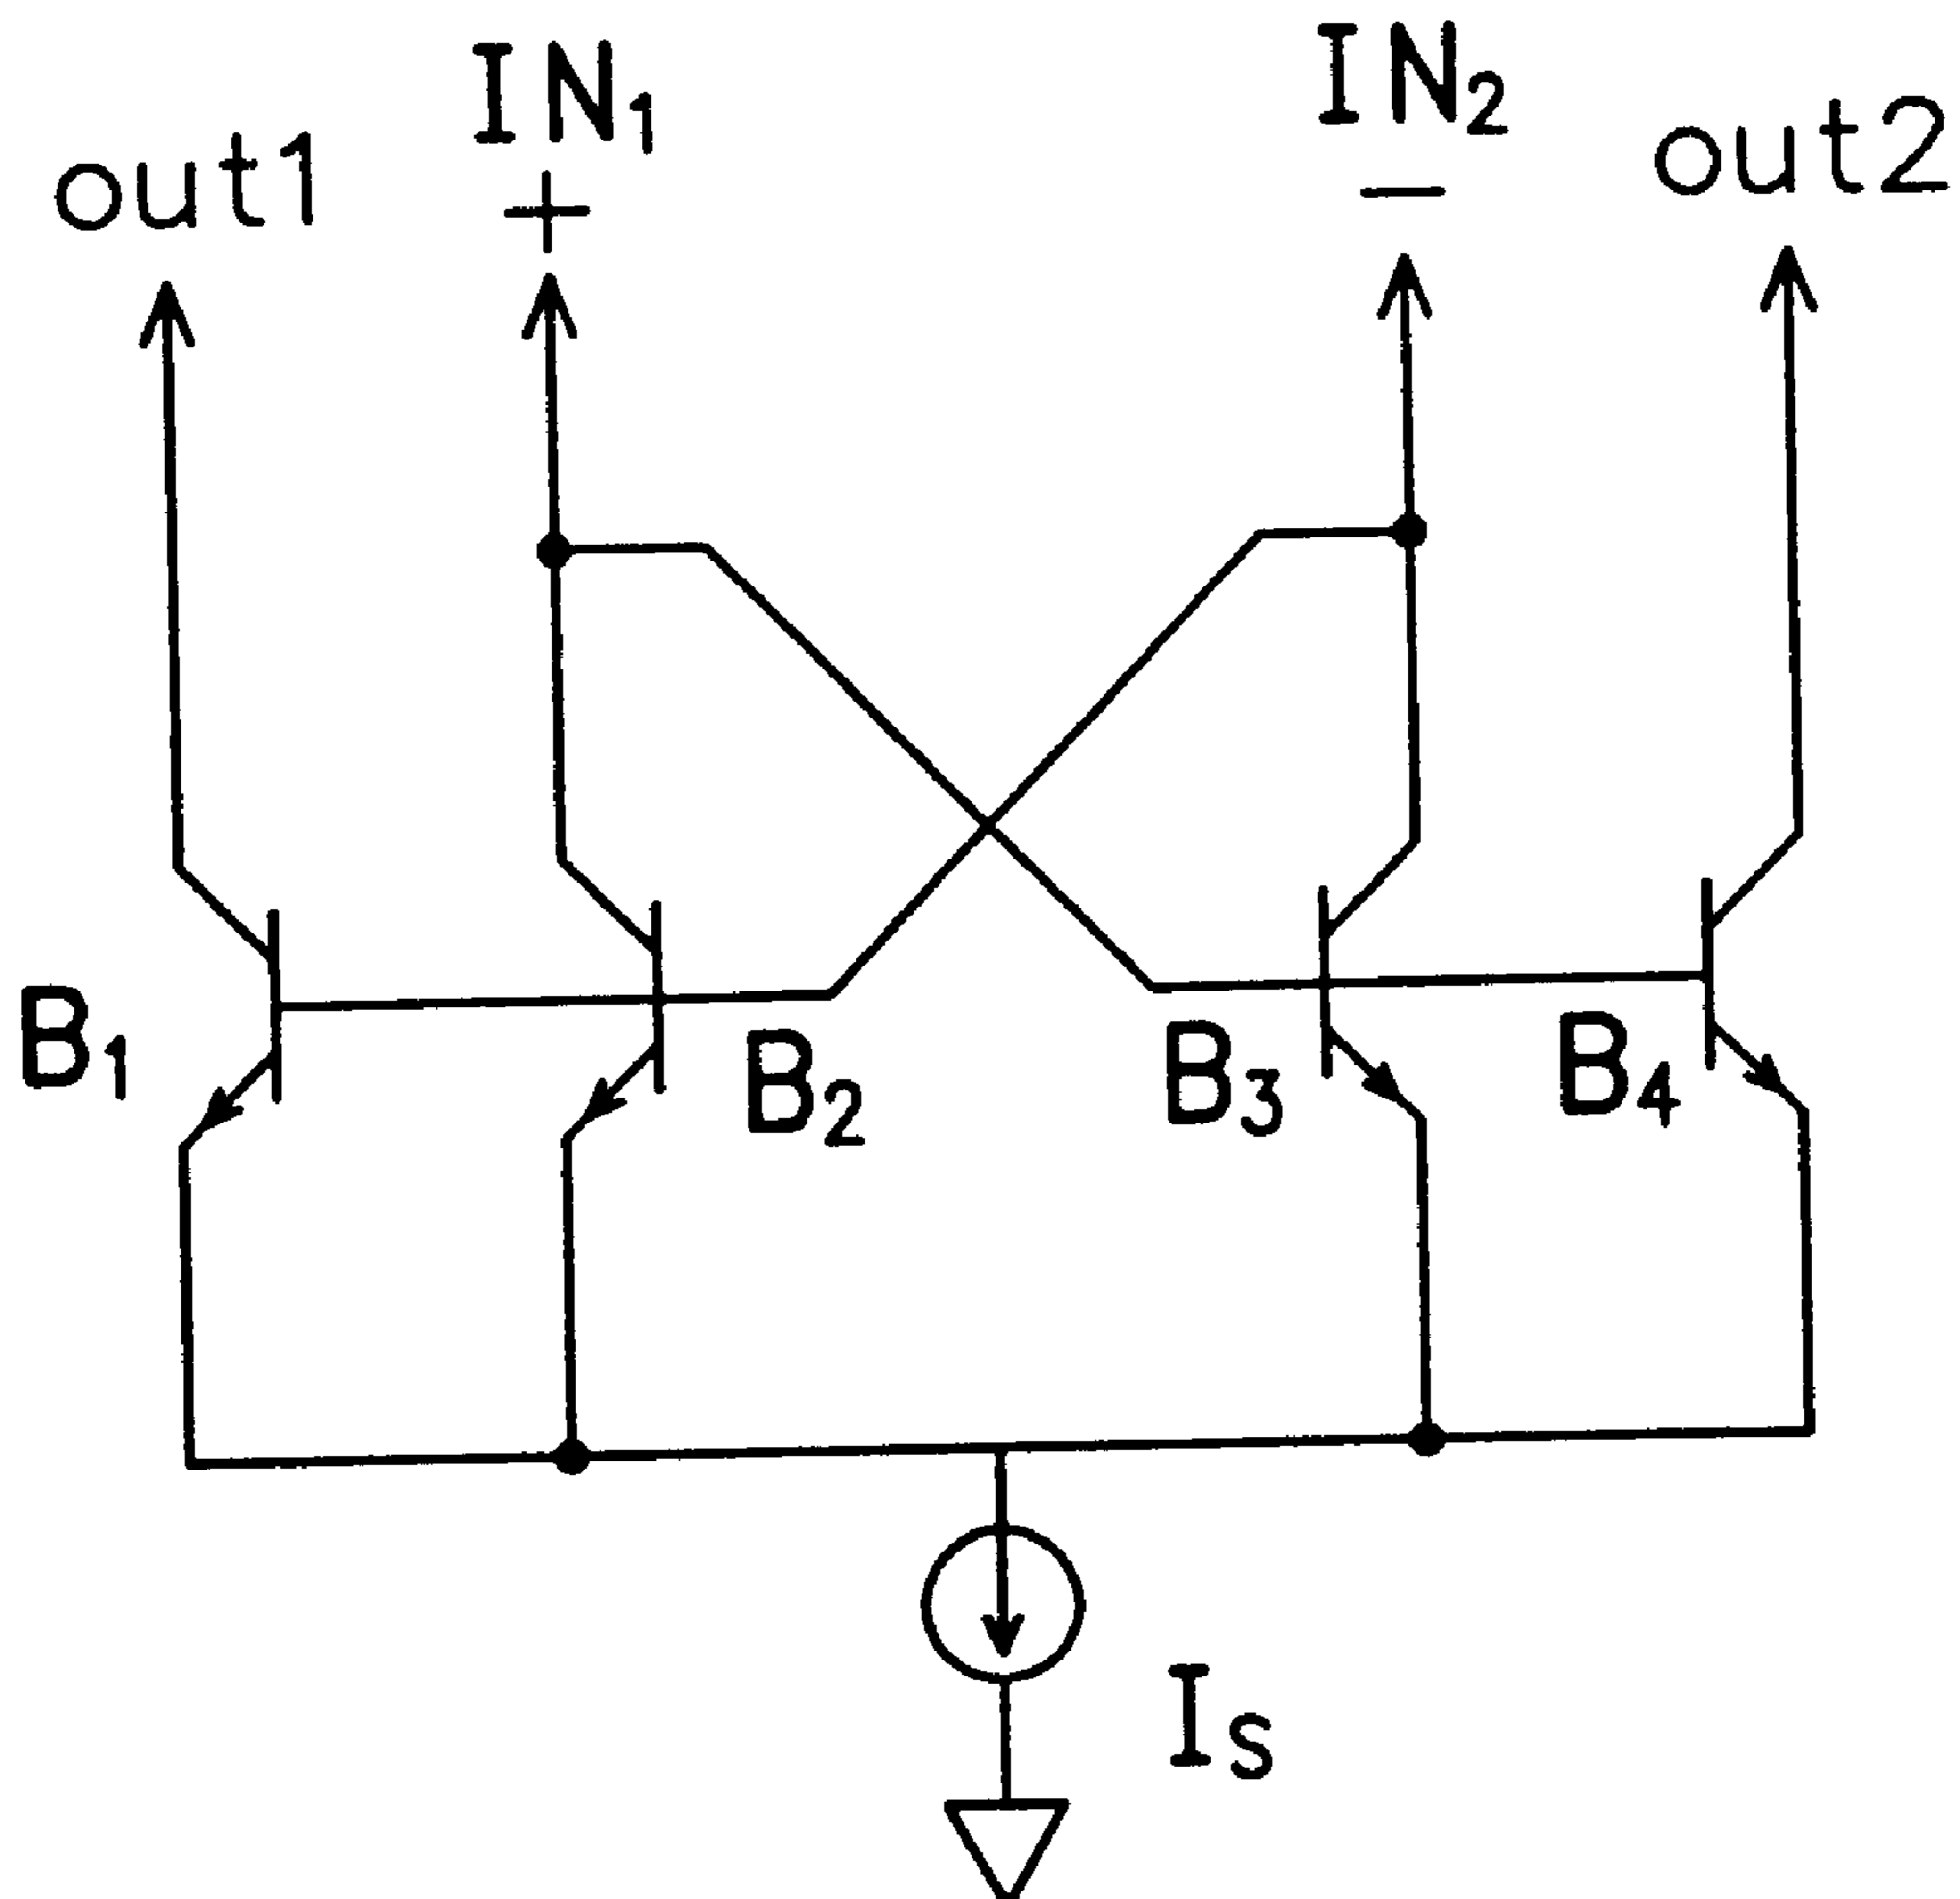 out1
IN₁
+
IN₂
−
out2
B₁
B₂
B₃
B₄
Iₛ